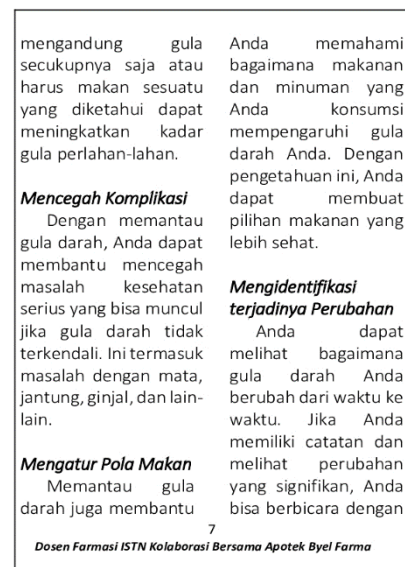 mengandung gula
secukupnya saja atau
harus makan sesuatu
yang diketahui dapat
meningkatkan kadar
gula perlahan-lahan.
Mencegah Komplikasi
Dengan memantau
gula darah, Anda dapat
membantu mencegah
masalah kesehatan
serius yang bisa muncul
jika gula darah tidak
terkendali. Ini termasuk
masalah dengan mata,
jantung, ginjal, dan lain-
lain.
Mengatur Pola Makan
Memantau gula
darah juga membantu
Anda memahami
bagaimana makanan
dan minuman yang
Anda konsumsi
mempengaruhi gula
darah Anda. Dengan
pengetahuan ini, Anda
dapat membuat
pilihan makanan yang
lebih sehat.
Mengidentifikasi
terjadinya Perubahan
Anda dapat
melihat bagaimana
gula darah Anda
berubah dari waktu ke
waktu. Jika Anda
memiliki catatan dan
melihat perubahan
yang signifikan, Anda
bisa berbicara dengan
7
Dosen Farmasi ISTN Kolaborasi Bersama Apotek Byel Farma